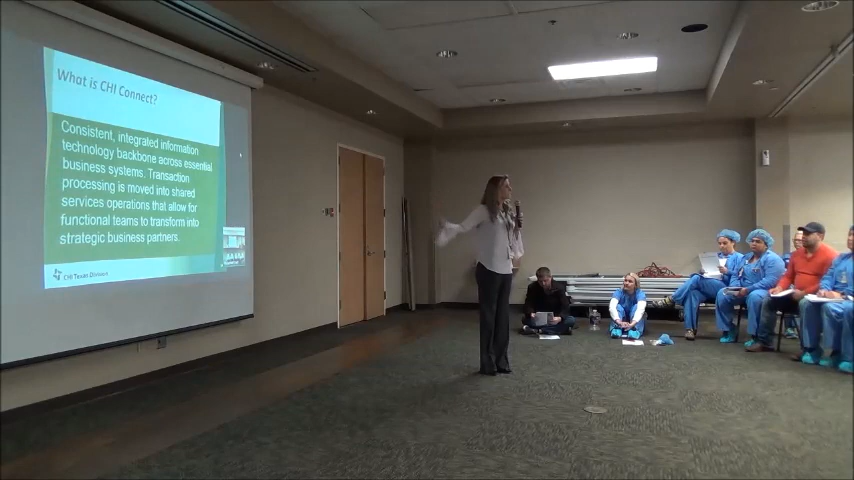 What is CHI Connect?
Consistent, integrated information
technology backbone across essential
business systems. Transaction
processing is moved into shared
services operations that allow for
functional teams to transform into
strategic business partners.
CHI Texas Division